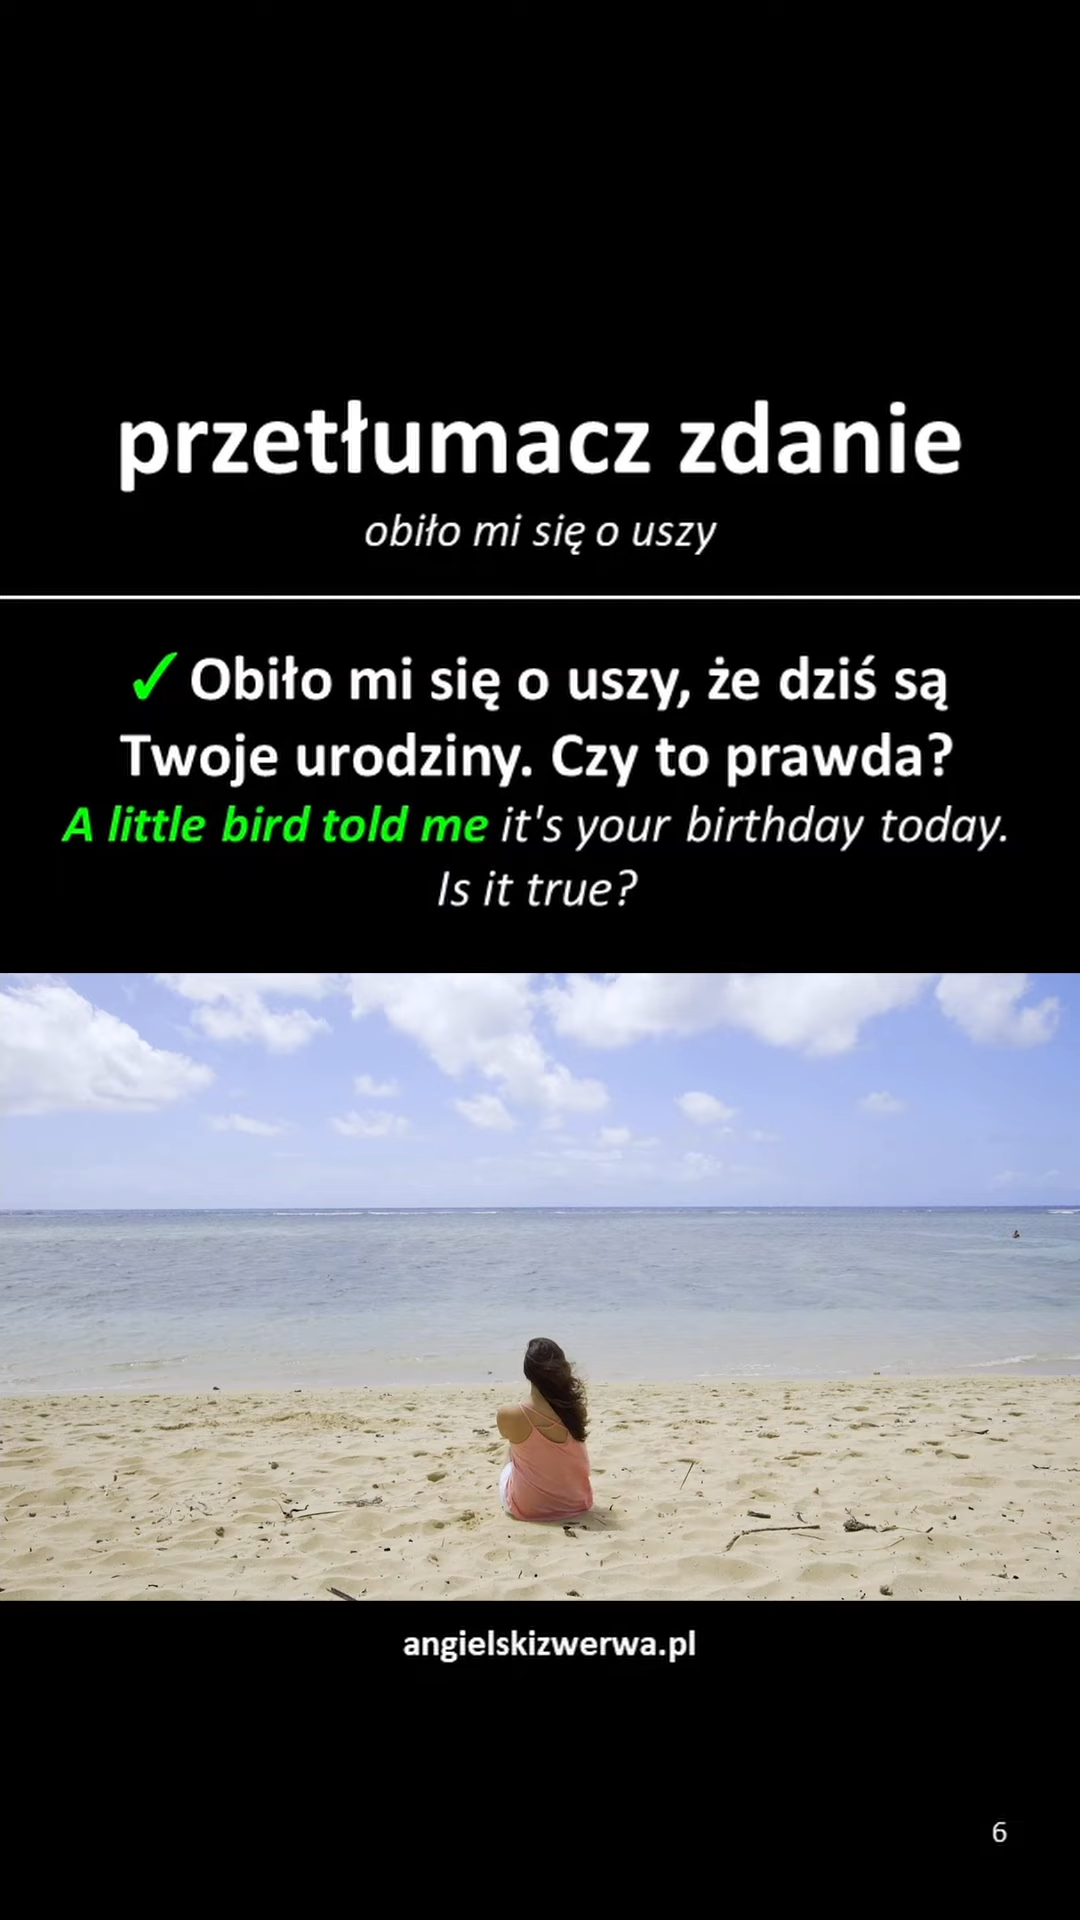 przetłumacz zdanie
obiło mi się o uszy
✓ Obiło mi się o uszy, że dziś są
Twoje urodziny. Czy to prawda?
A little bird told me it's your birthday today.
Is it true?
angielskizwerwa.pl
6